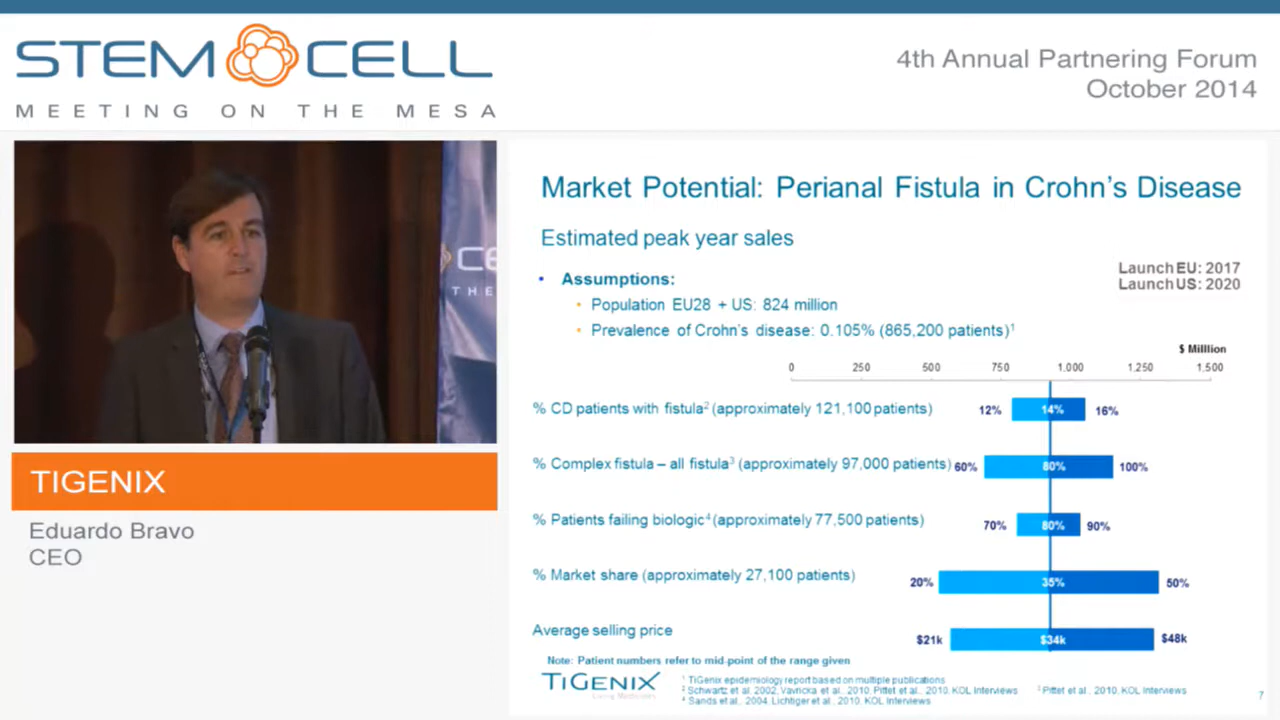 STEM CELL
MEETING ON THE MESA
4th Annual Partnering Forum
October 2014
CE
THE
TIGENIX
Eduardo Bravo
CEO
Market Potential: Perianal Fistula in Crohn's Disease
Estimated peak year sales
Launch EU: 2017
Launch US: 2020
• Assumptions:
• Population EU28 + US: 824 million
• Prevalence of Crohn's disease: 0.105% (865,200 patients)¹
$ Milllion
0 250 500 750 1,000 1,250 1,500
% CD patients with fistula² (approximately 121,100 patients) 12% 14% 16%
% Complex fistula – all fistula³ (approximately 97,000 patients) 60% 80% 100%
% Patients failing biologic⁴ (approximately 77,500 patients) 70% 80% 90%
% Market share (approximately 27,100 patients) 20% 35% 50%
Average selling price $21k $34k $48k
Note: Patient numbers refer to mid-point of the range given
TiGenix
Living Medicines
¹ TiGenix epidemiology report based on multiple publications
² Schwartz et al. 2002, Vavricka et al., 2010, Pittet et al., 2010, KOL Interviews ³ Pittet et al., 2010, KOL Interviews
⁴ Sands et al., 2004, Lichtiger et al., 2010, KOL Interviews
7